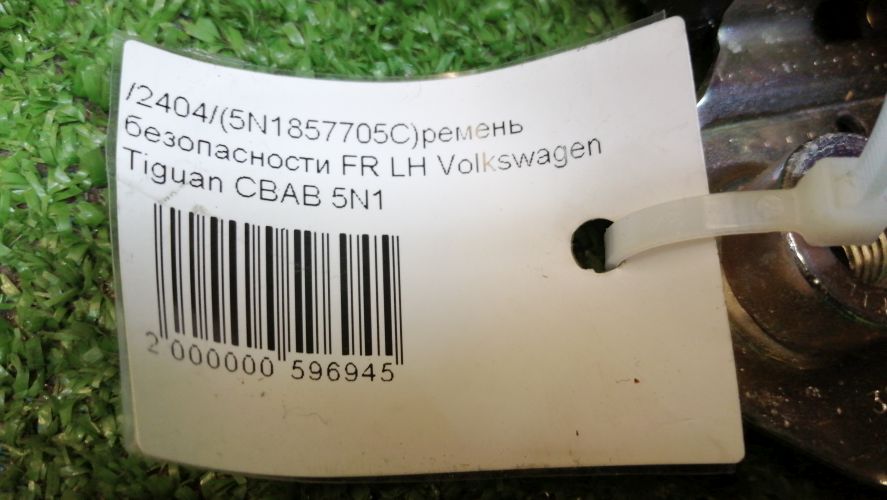 /2404/(5N1857705C)ремень
безопасности FR LH Volkswagen
Tiguan CBAB 5N1
2 000000 596945